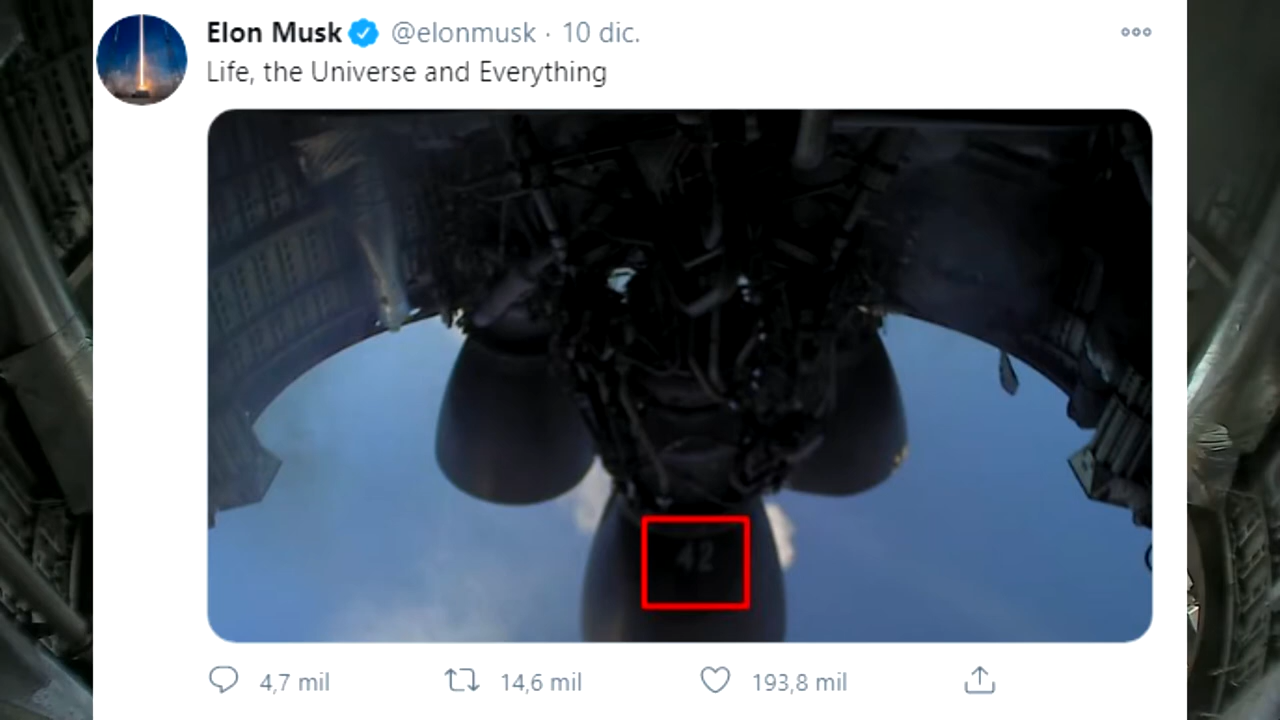 Elon Musk @elonmusk · 10 dic.
Life, the Universe and Everything
42
4,7 mil 14,6 mil 193,8 mil